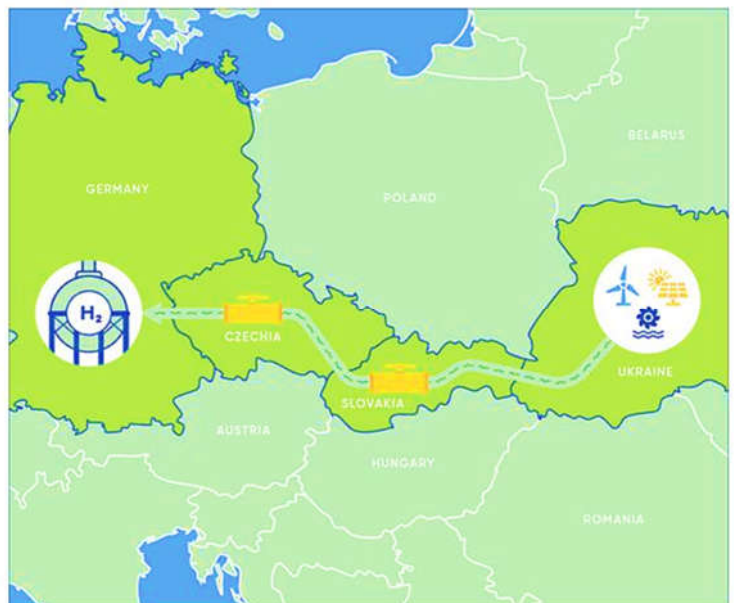 BELARUS
GERMANY
POLAND
H₂
CZECHIA
UKRAINE
SLOVAKIA
AUSTRIA
HUNGARY
ROMANIA